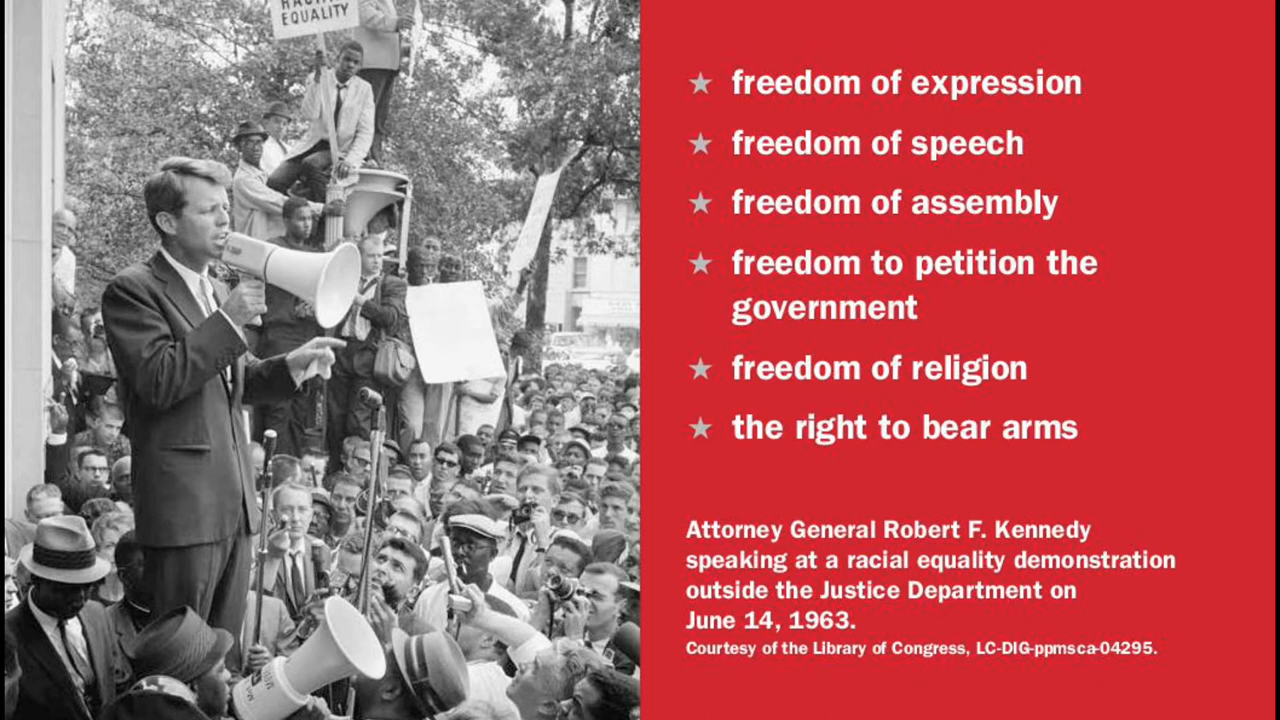 EQUALITY
freedom of expression
freedom of speech
freedom of assembly
freedom to petition the
government
freedom of religion
the right to bear arms
Attorney General Robert F. Kennedy
speaking at a racial equality demonstration
outside the Justice Department on
June 14, 1963.
Courtesy of the Library of Congress, LC-DIG-ppmsca-04295.